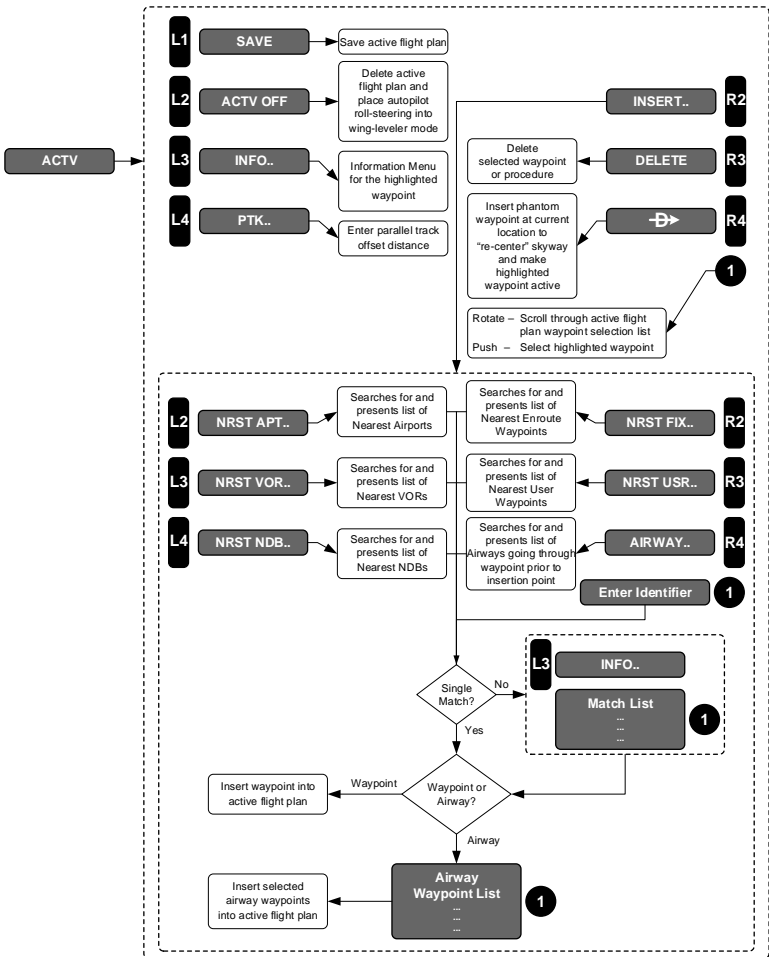 L1
SAVE
Save active flight plan
L2
ACTV OFF
Delete active
flight plan and
place autopilot
roll-steering into
wing-leveler mode
INSERT..
R2
ACTV
L3
INFO..
Information Menu
for the highlighted
waypoint
Delete
selected waypoint
or procedure
DELETE
R3
L4
PTK..
Enter parallel track
offset distance
Insert phantom
waypoint at current
location to
“re-center” skyway
and make
highlighted
waypoint active
D
R4
1
Rotate – Scroll through active flight
plan waypoint selection list
Push – Select highlighted waypoint
L2
NRST APT..
Searches for and
presents list of
Nearest Airports
Searches for and
presents list of
Nearest Enroute
Waypoints
NRST FIX..
R2
L3
NRST VOR..
Searches for and
presents list of
Nearest VORs
Searches for and
presents list of
Nearest User
Waypoints
NRST USR..
R3
L4
NRST NDB..
Searches for and
presents list of
Nearest NDBs
Searches for and
presents list of
Airways going through
waypoint prior to
insertion point
AIRWAY..
R4
Enter Identifier
1
Single
Match?
No
Yes
L3
INFO..
Match List
...
...
...
1
Waypoint or
Airway?
Waypoint
Insert waypoint into
active flight plan
Airway
Airway
Waypoint List
...
...
...
1
Insert selected
airway waypoints
into active flight plan